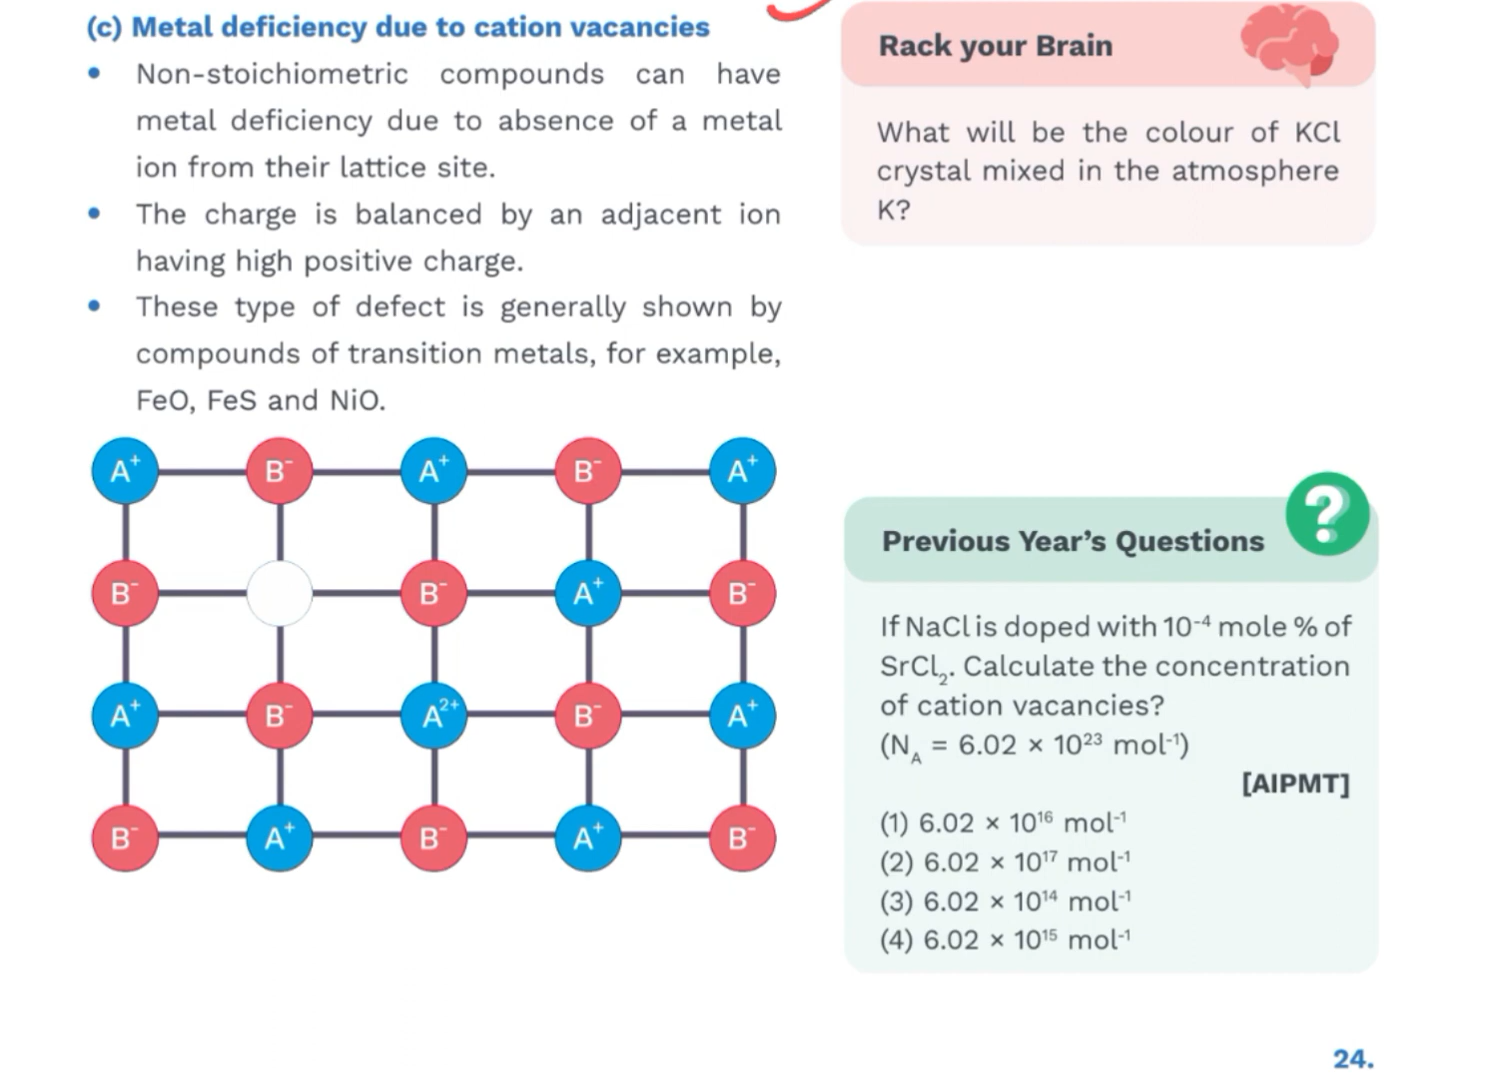 (c) Metal deficiency due to cation vacancies
• Non-stoichiometric compounds can have
metal deficiency due to absence of a metal
ion from their lattice site.
• The charge is balanced by an adjacent ion
having high positive charge.
• These type of defect is generally shown by
compounds of transition metals, for example,
FeO, FeS and NiO.
A⁺ B⁻ A⁺ B⁻ A⁺
B⁻ B⁻ A⁺ B⁻
A⁺ B⁻ A²⁺ B⁻ A⁺
B⁻ A⁺ B⁻ A⁺ B⁻
Rack your Brain
What will be the colour of KCl
crystal mixed in the atmosphere
K?
?
Previous Year’s Questions
If NaCl is doped with 10⁻⁴ mole % of
SrCl₂. Calculate the concentration
of cation vacancies?
(N_A = 6.02 × 10²³ mol⁻¹)
[AIPMT]
(1) 6.02 × 10¹⁶ mol⁻¹
(2) 6.02 × 10¹⁷ mol⁻¹
(3) 6.02 × 10¹⁴ mol⁻¹
(4) 6.02 × 10¹⁵ mol⁻¹
24.